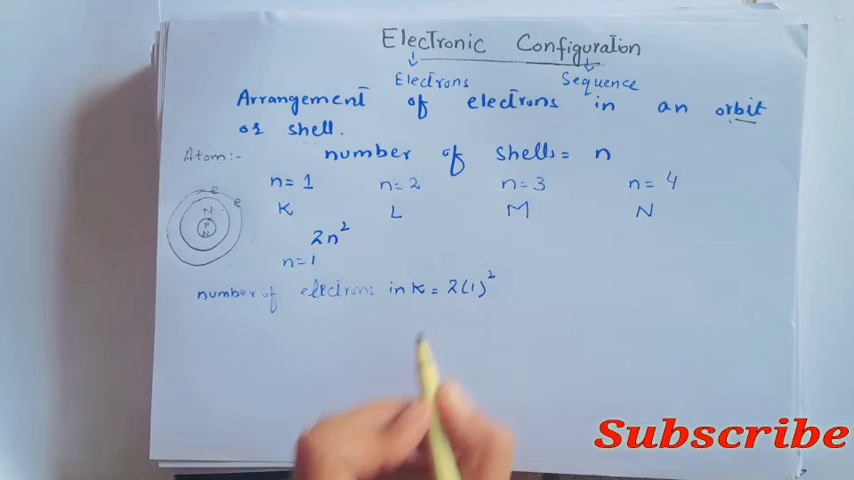 Electronic Configuration
Electrons Sequence
Arrangement of electrons in an orbit
or shell.
Atom:- number of shells = n
n=1 n=2 n=3 n=4
K L M N
e
e
N
P
N
2n²
n=1
number of electrons in K = 2(1)²
Subscribe